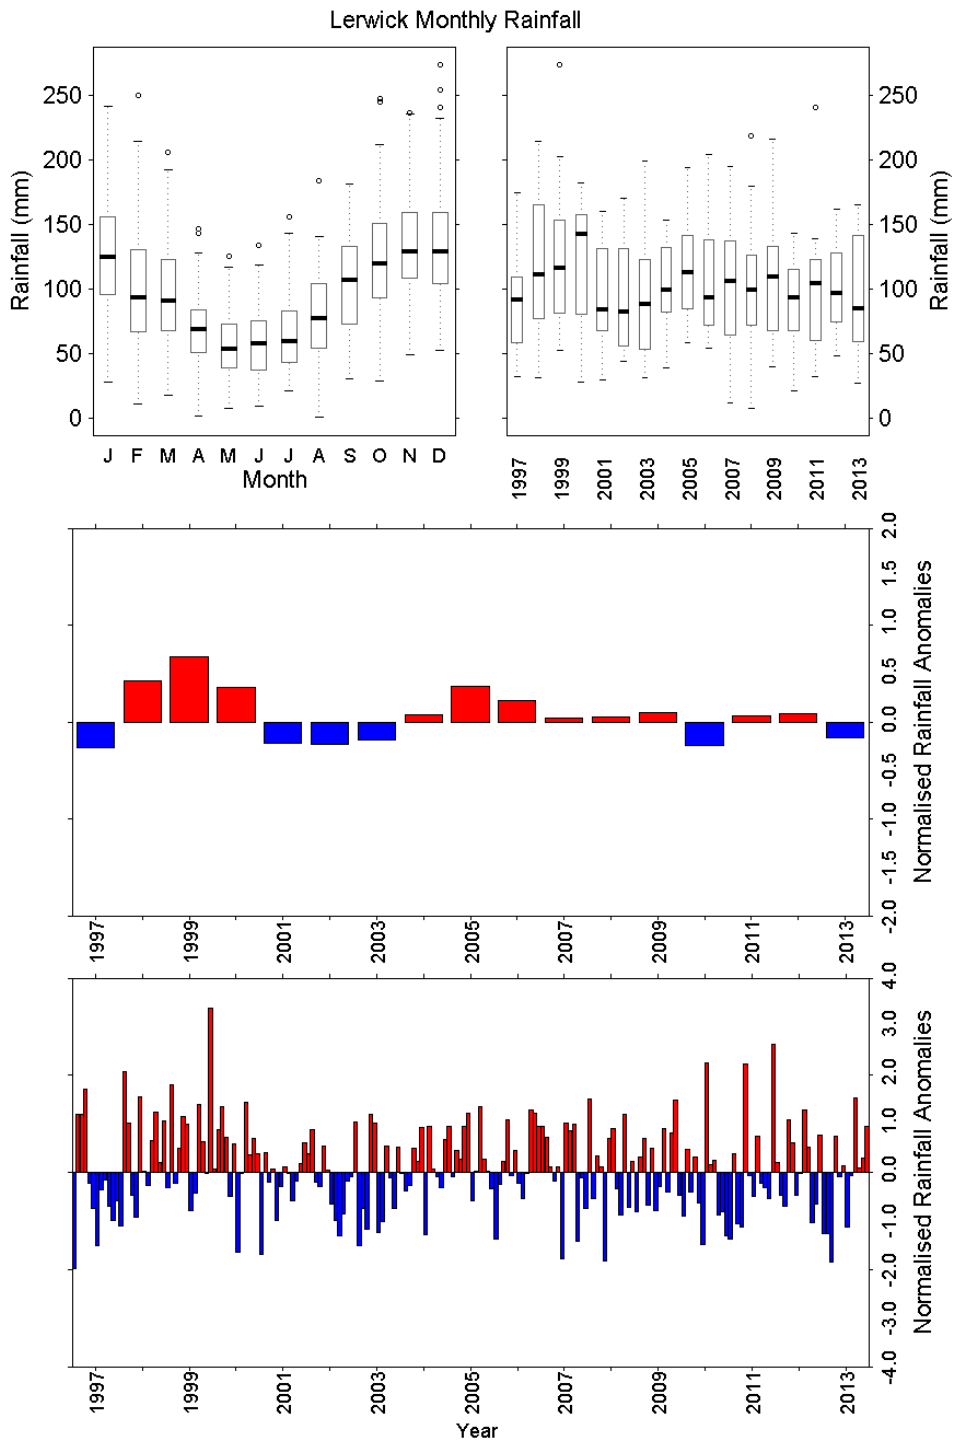 Lerwick Monthly Rainfall
Rainfall (mm)
250
200
150
100
50
0
J F M A M J J A S O N D
Month
250
200
150
100
50
0
Rainfall (mm)
1997 1999 2001 2003 2005 2007 2009 2011 2013
2.0
1.5
1.0
0.5
0.0
-0.5
-1.0
-1.5
-2.0
Normalised Rainfall Anomalies
1997 1999 2001 2003 2005 2007 2009 2011 2013
4.0
3.0
2.0
1.0
0.0
-1.0
-2.0
-3.0
-4.0
Normalised Rainfall Anomalies
1997 1999 2001 2003 2005 2007 2009 2011 2013
Year